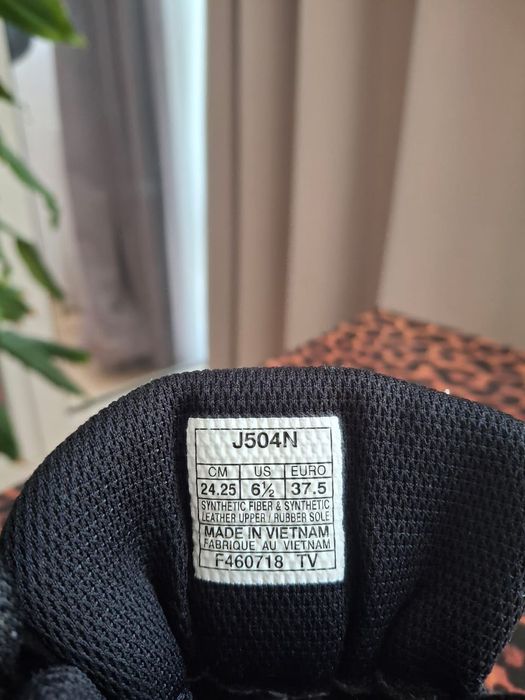 J504N
CM US EURO
24.25 6½ 37.5
SYNTHETIC FIBER & SYNTHETIC
LEATHER UPPER / RUBBER SOLE
MADE IN VIETNAM
FABRIQUE AU VIETNAM
F460718 TV